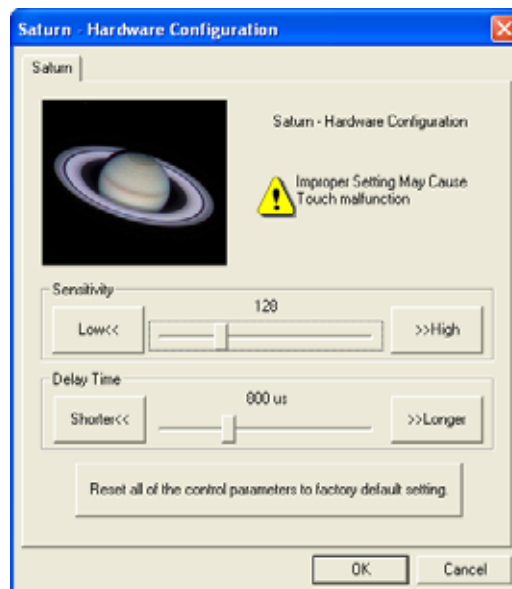 Saturn - Hardware Configuration
Saturn
Saturn - Hardware Configuration
Improper Setting May Cause
Touch malfunction
Sensitivity
128
Low<<
>>High
Delay Time
800 us
Shorter<<
>>Longer
Reset all of the control parameters to factory default setting.
OK
Cancel